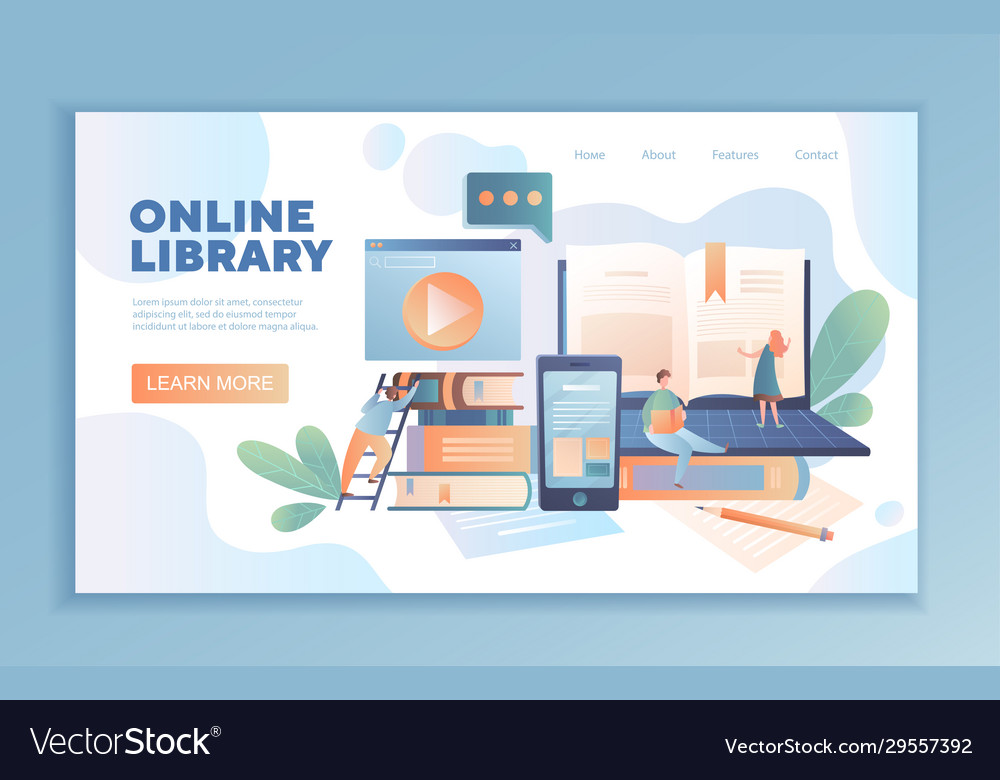 Home About Features Contact
ONLINE
LIBRARY
Lorem ipsum dolor sit amet, consectetur
adipiscing elit, sed do eiusmod tempor
incididunt ut labore et dolore magna aliqua.
LEARN MORE
VectorStock®
VectorStock.com/29557392